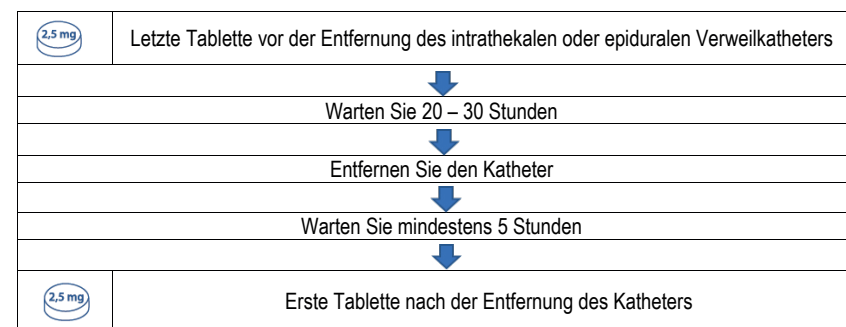 2,5 mg
Letzte Tablette vor der Entfernung des intrathekalen oder epiduralen Verweilkatheters
Warten Sie 20 – 30 Stunden
Entfernen Sie den Katheter
Warten Sie mindestens 5 Stunden
2,5 mg
Erste Tablette nach der Entfernung des Katheters